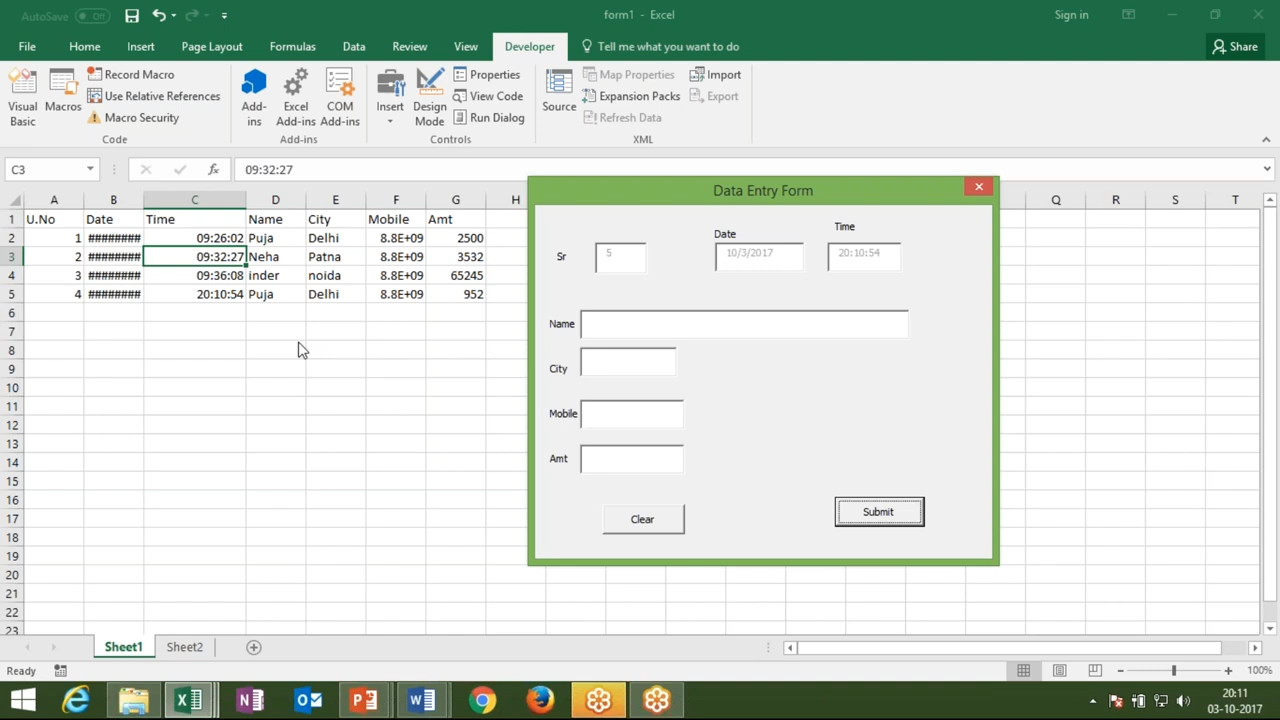 AutoSave Off
form1 - Excel
Sign in
File Home Insert Page Layout Formulas Data Review View Developer Tell me what you want to do Share
Visual Basic
Macros
Record Macro
Use Relative References
Macro Security
Code
Add-ins
Excel Add-ins
COM Add-ins
Add-ins
Insert
Design Mode
Properties
View Code
Run Dialog
Controls
Source
Map Properties
Expansion Packs
Refresh Data
Import
Export
XML
C3 fx 09:32:27
A B C D E F G H Q R S T
1 U.No Date Time Name City Mobile Amt
2 1 ######## 09:26:02 Puja Delhi 8.8E+09 2500
3 2 ######## 09:32:27 Neha Patna 8.8E+09 3532
4 3 ######## 09:36:08 inder noida 8.8E+09 65245
5 4 ######## 20:10:54 Puja Delhi 8.8E+09 952
6
7
8
9
10
11
12
13
14
15
16
17
18
19
20
21
22
23
Data Entry Form
Sr 5
Date
10/3/2017
Time
20:10:54
Name
City
Mobile
Amt
Clear
Submit
Sheet1 Sheet2
Ready
100%
20:11
03-10-2017